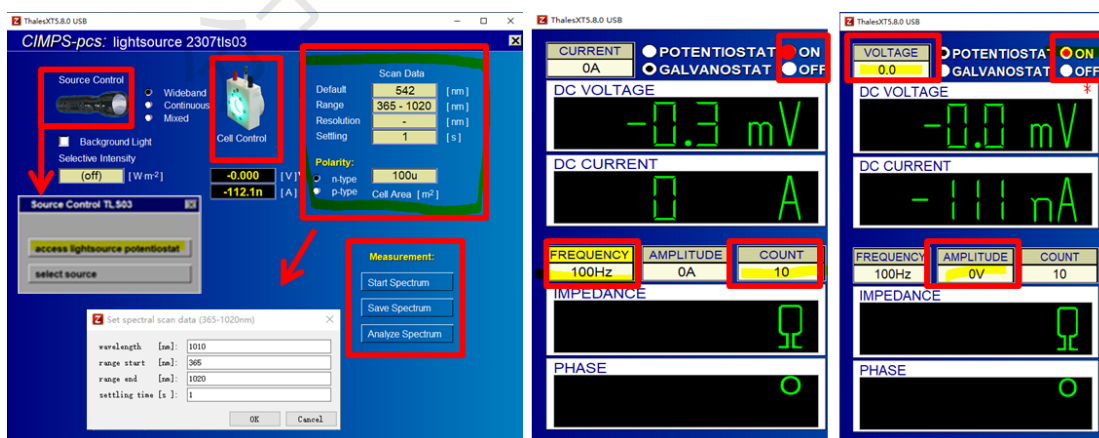 ThalesXT5.8.0 USB
CIMPS-pcs: lightsource 2307tls03
Source Control
Wideband
Continuous
Mixed
Background Light
Selective Intensity
(off) [W m-2]
Cell Control
-0.000 [V]
-112.1n [A]
Scan Data
Default 542 [nm]
Range 365 - 1020 [nm]
Resolution - [nm]
Settling 1 [s]
Polarity:
n-type 100u
p-type Cell Area [m²]
Source Control TLS03
access lightsource potentiostat
select source
Measurement:
Start Spectrum
Save Spectrum
Analyze Spectrum
Set spectral scan data (365-1020nm)
wavelength [nm]: 1010
range start [nm]: 365
range end [nm]: 1020
settling time [s ]: 1
OK Cancel
ThalesXT5.8.0 USB
CURRENT POTENTIOSTAT ON
0A GALVANOSTAT OFF
DC VOLTAGE
-0.3 mV
DC CURRENT
0 A
FREQUENCY AMPLITUDE COUNT
100Hz 0A 10
IMPEDANCE
Ω
PHASE
°
ThalesXT5.8.0 USB
VOLTAGE POTENTIOSTAT ON
0.0 GALVANOSTAT OFF
DC VOLTAGE *
-0.0 mV
DC CURRENT
-111 nA
FREQUENCY AMPLITUDE COUNT
100Hz 0V 10
IMPEDANCE
Ω
PHASE
°